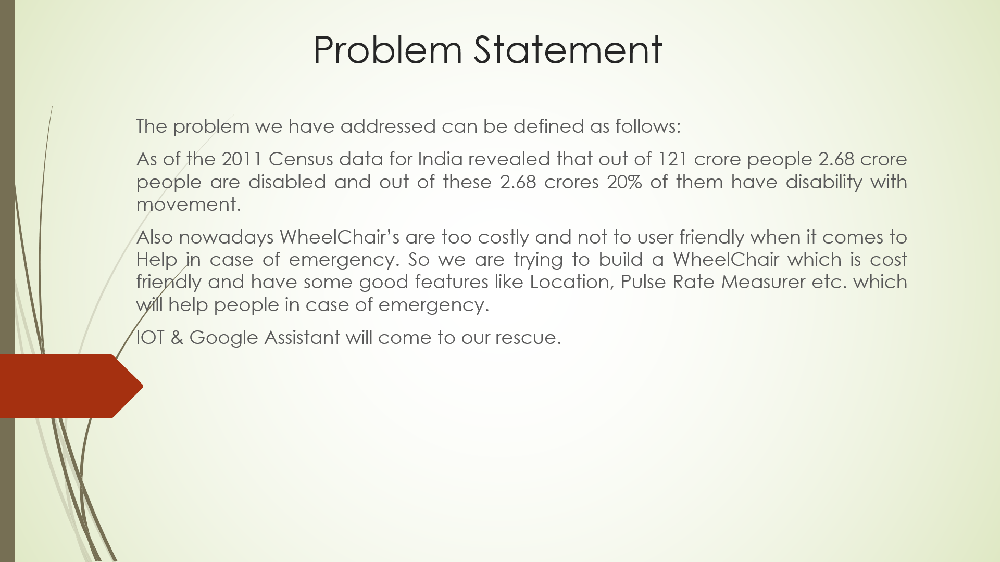 Problem Statement
The problem we have addressed can be defined as follows:
As of the 2011 Census data for India revealed that out of 121 crore people 2.68 crore
people are disabled and out of these 2.68 crores 20% of them have disability with
movement.
Also nowadays WheelChair’s are too costly and not to user friendly when it comes to
Help in case of emergency. So we are trying to build a WheelChair which is cost
friendly and have some good features like Location, Pulse Rate Measurer etc. which
will help people in case of emergency.
IOT & Google Assistant will come to our rescue.